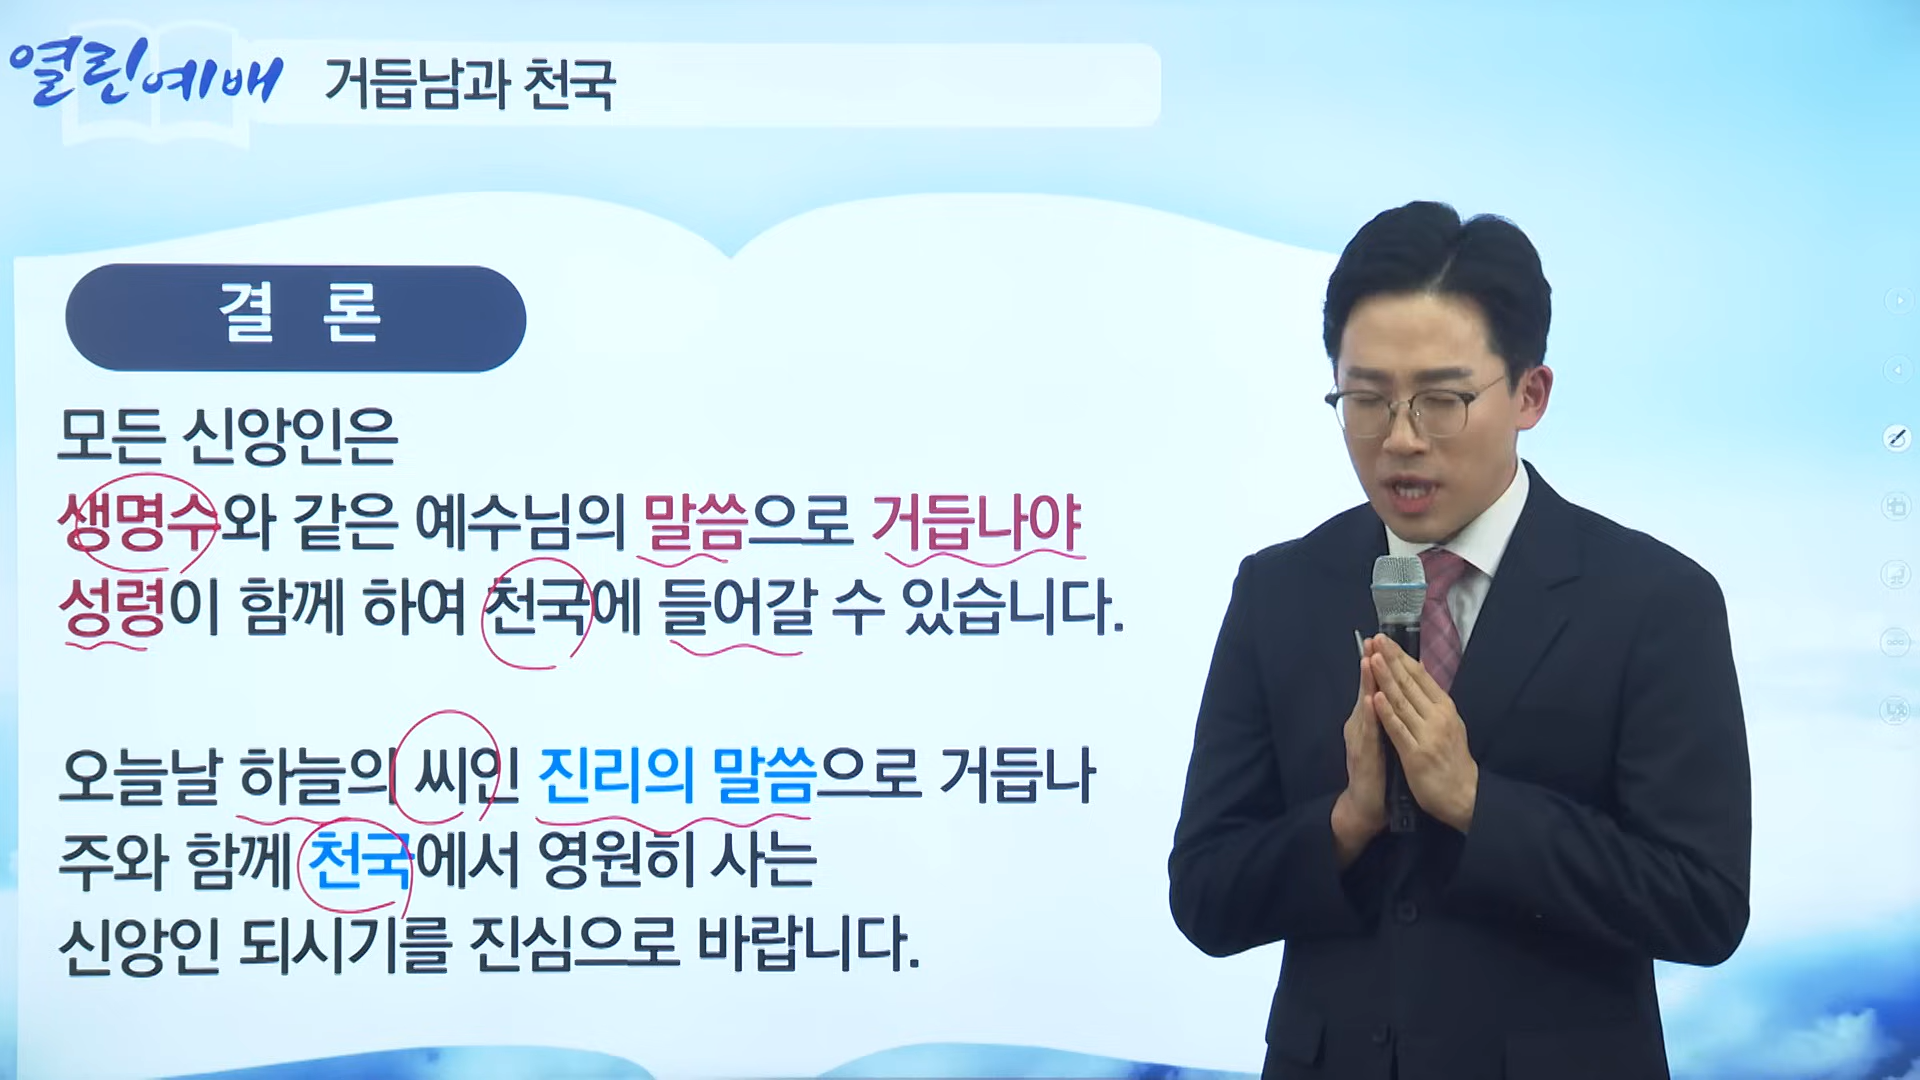 열린예배
거듭남과 천국
결 론
모든 신앙인은
생명수와 같은 예수님의 말씀으로 거듭나야
성령이 함께 하여 천국에 들어갈 수 있습니다.
오늘날 하늘의 씨인 진리의 말씀으로 거듭나
주와 함께 천국에서 영원히 사는
신앙인 되시기를 진심으로 바랍니다.